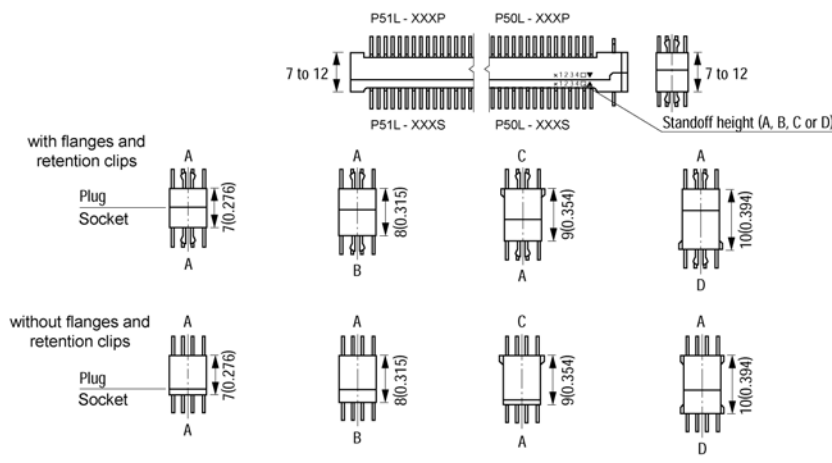 P51L - XXXP
P50L - XXXP
7 to 12
×1234□▼
×1234□▲
7 to 12
P51L - XXXS
P50L - XXXS
Standoff height (A, B, C or D)
with flanges and
retention clips
A
A
C
A
Plug
Socket
7(0.276)
8(0.315)
9(0.354)
10(0.394)
A
B
A
D
without flanges and
retention clips
A
A
C
A
Plug
Socket
7(0.276)
8(0.315)
9(0.354)
10(0.394)
A
B
A
D